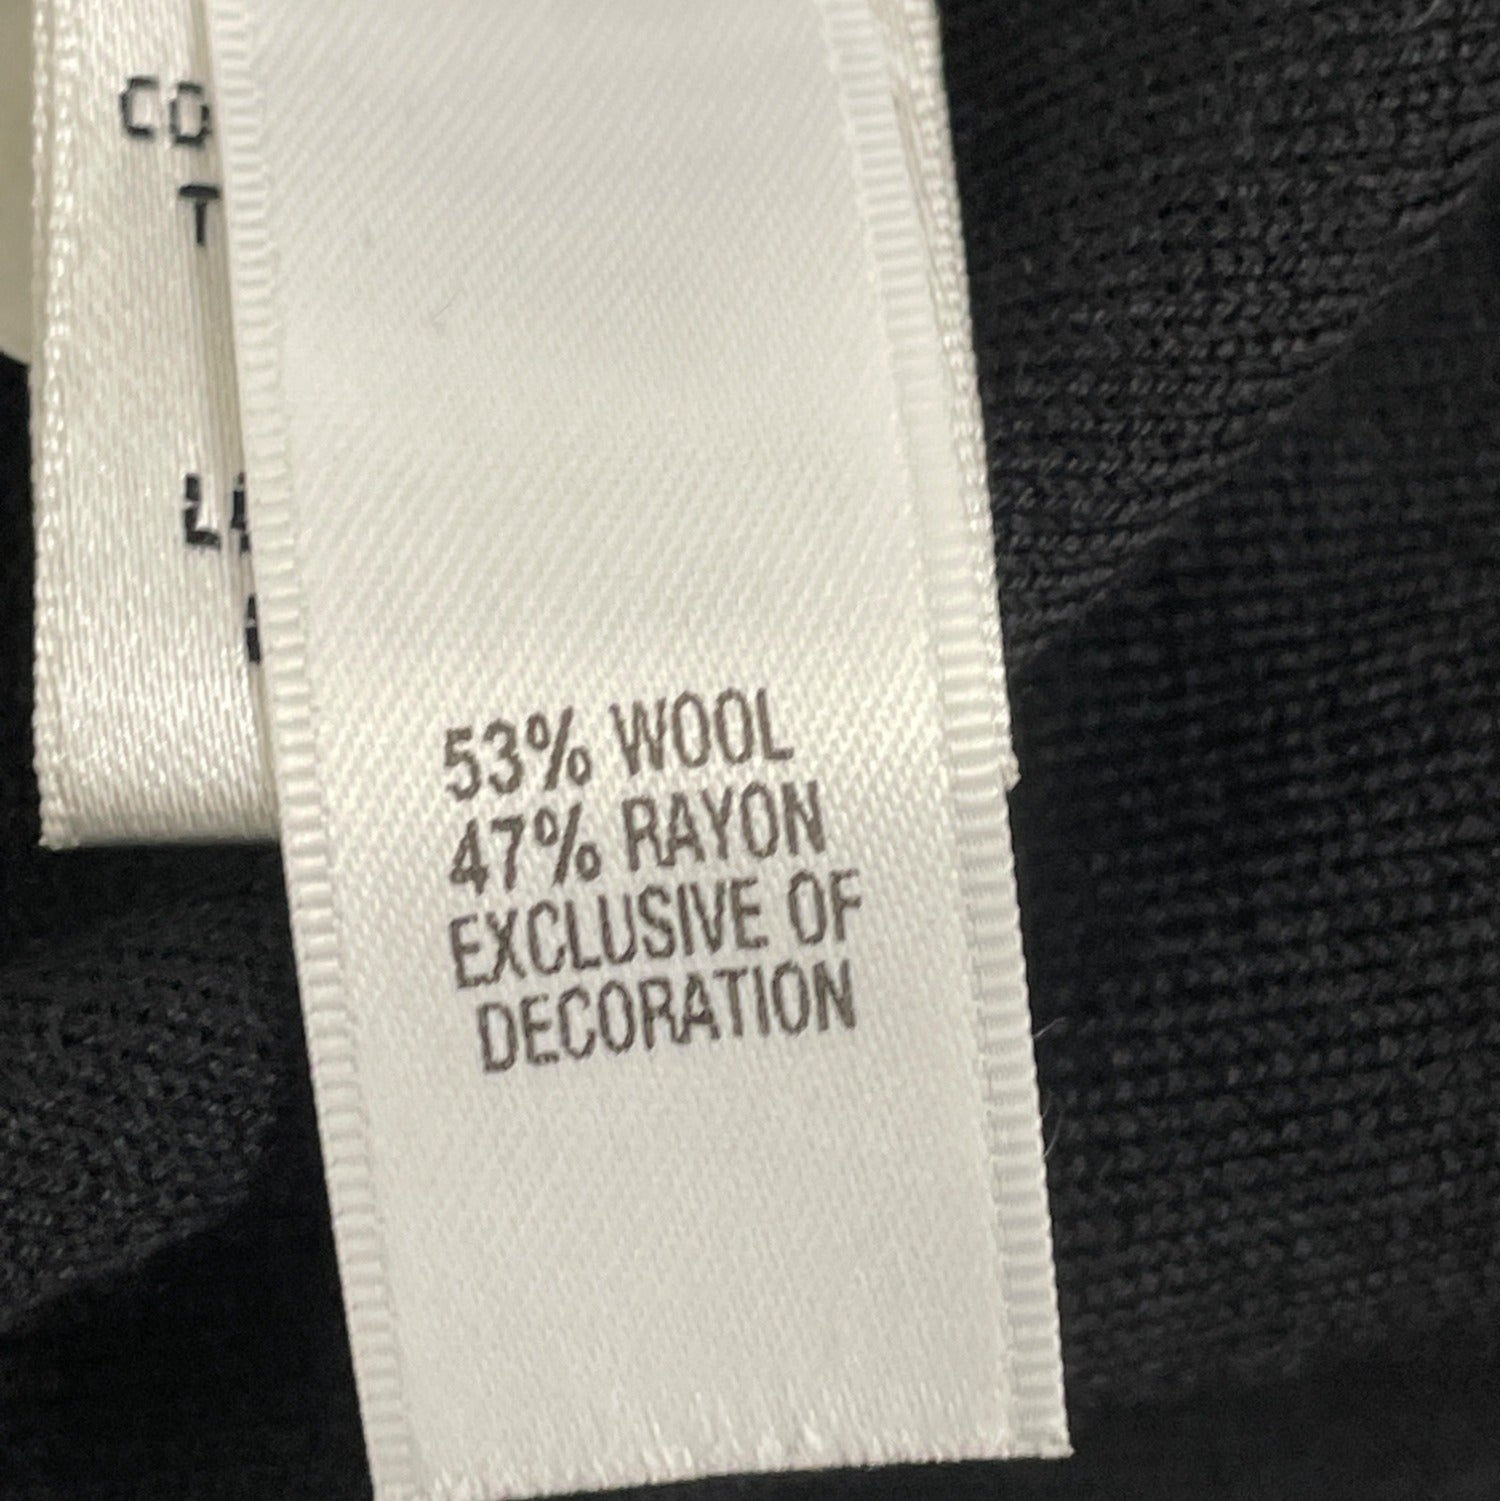 53% WOOL
47% RAYON
EXCLUSIVE OF
DECORATION